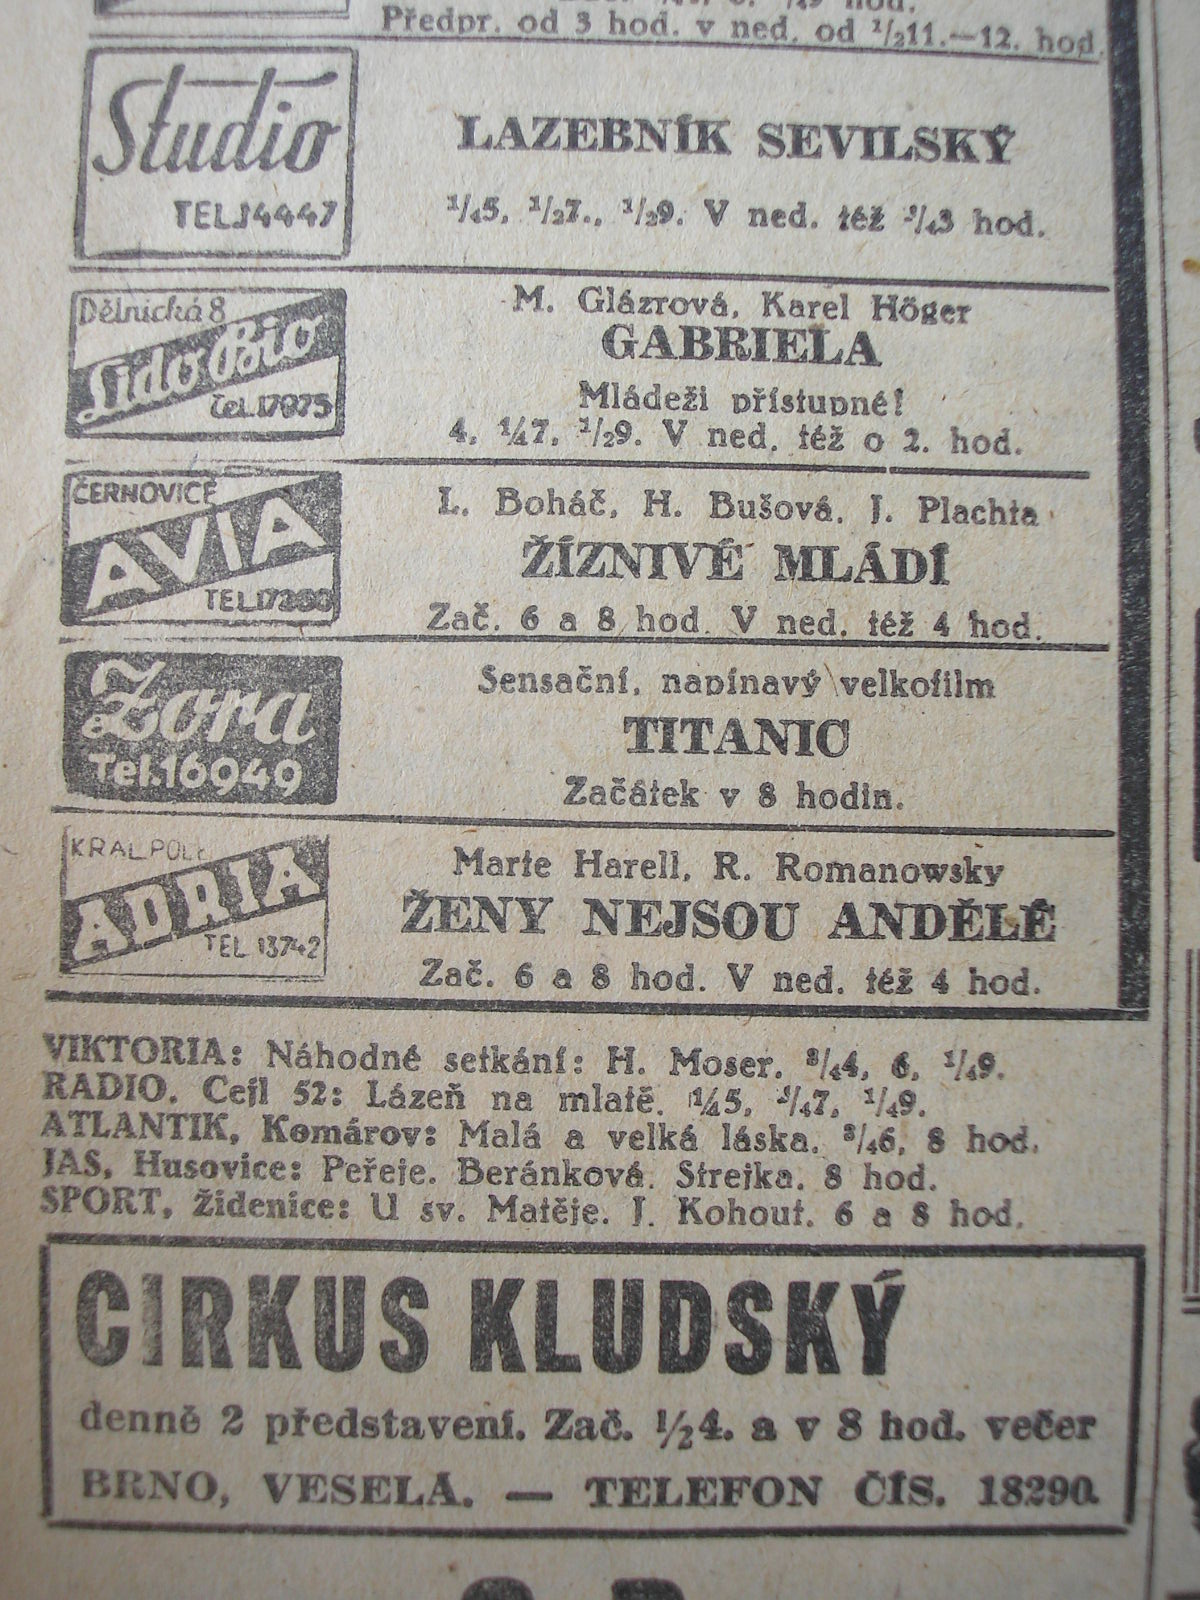 Předpr. od 3 hod. v ned. od 1/211.—12. hod.
Studio
TEL.14447
LAZEBNÍK SEVILSKÝ
1/45, 1/27., 1/29. V ned. též 3/43 hod.
Dělnická 8
Lido Bio
tel. 17975
M. Glázrová, Karel Höger
GABRIELA
Mládeži přístupné!
4, 1/47, 1/29. V ned. též o 2. hod.
ČERNOVICE
AVIA
TEL.
L. Boháč, H. Bušová, J. Plachta
ŽÍZNIVÉ MLÁDÍ
Zač. 6 a 8 hod. V ned. též 4 hod.
Zora
Tel.16949
Sensační, napínavý velkofilm
TITANIC
Začátek v 8 hodin.
KRAL.POLE
ADRIA
TEL 13742
Marte Harell, R. Romanowsky
ŽENY NEJSOU ANDĚLÉ
Zač. 6 a 8 hod. V ned. též 4 hod.
VIKTORIA: Náhodné setkání: H. Moser. 3/44, 6, 1/49.
RADIO, Cejl 52: Lázeň na mlatě. 1/45, 1/47, 1/49.
ATLANTIK, Komárov: Malá a velká láska. 3/46, 8 hod.
JAS, Husovice: Peřeje. Beránková, Strejka. 8 hod.
SPORT, Židenice: U sv. Matěje. J. Kohout. 6 a 8 hod.
CIRKUS KLUDSKÝ
denně 2 představení. Zač. 1/24. a v 8 hod. večer
BRNO, VESELÁ. — TELEFON ČÍS. 18290.